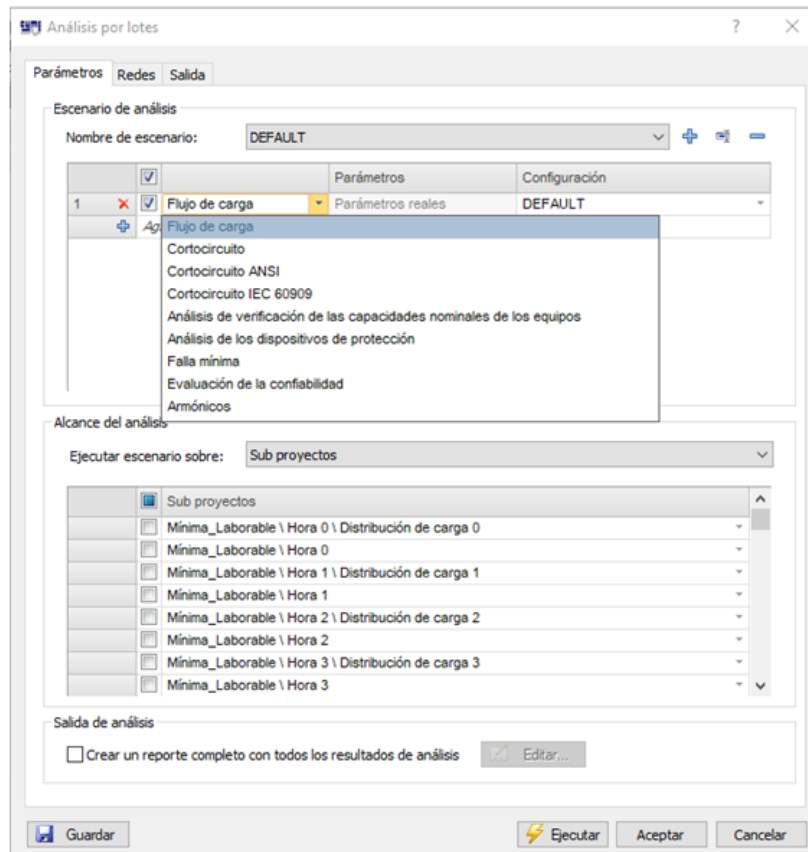 Análisis por lotes ?
Parámetros Redes Salida
Escenario de análisis
Nombre de escenario: DEFAULT
Parámetros Configuración
1 Flujo de carga Parámetros reales DEFAULT
Ag
Flujo de carga
Cortocircuito
Cortocircuito ANSI
Cortocircuito IEC 60909
Análisis de verificación de las capacidades nominales de los equipos
Análisis de los dispositivos de protección
Falla mínima
Evaluación de la confiabilidad
Armónicos
Alcance del análisis
Ejecutar escenario sobre: Sub proyectos
Sub proyectos
Mínima_Laborable \ Hora 0 \ Distribución de carga 0
Mínima_Laborable \ Hora 0
Mínima_Laborable \ Hora 1 \ Distribución de carga 1
Mínima_Laborable \ Hora 1
Mínima_Laborable \ Hora 2 \ Distribución de carga 2
Mínima_Laborable \ Hora 2
Mínima_Laborable \ Hora 3 \ Distribución de carga 3
Mínima_Laborable \ Hora 3
Salida de análisis
Crear un reporte completo con todos los resultados de análisis Editar...
Guardar Ejecutar Aceptar Cancelar